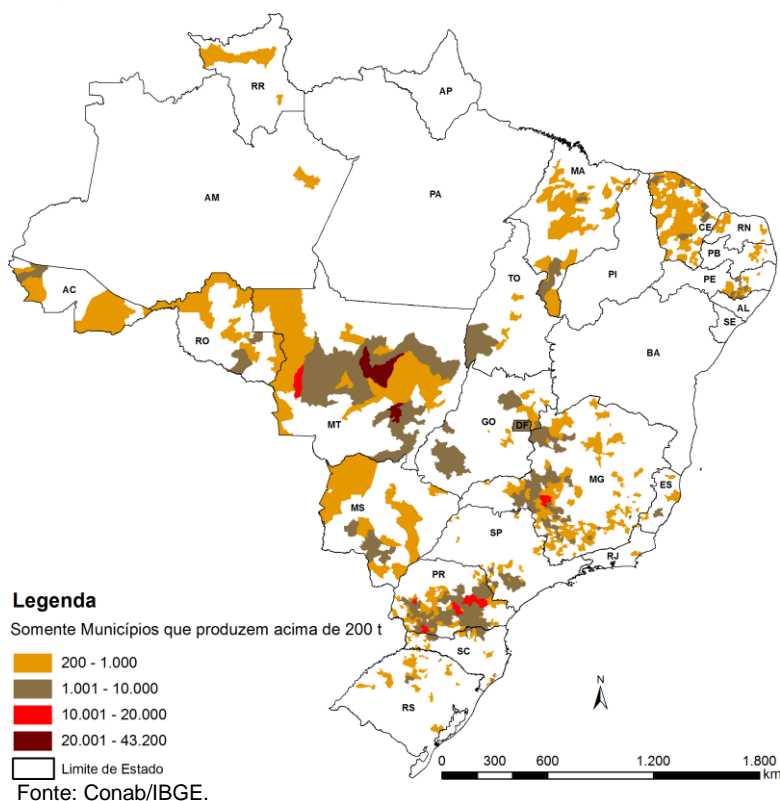 RR
AP
AM
PA
MA
CE
RN
PB
PE
AL
SE
PI
TO
AC
RO
BA
MT
GO
DF
MG
ES
MS
SP
RJ
PR
SC
RS
Legenda
Somente Municípios que produzem acima de 200 t
200 - 1.000
1.001 - 10.000
10.001 - 20.000
20.001 - 43.200
Limite de Estado
Fonte: Conab/IBGE.
N
0 300 600 1.200 1.800
km